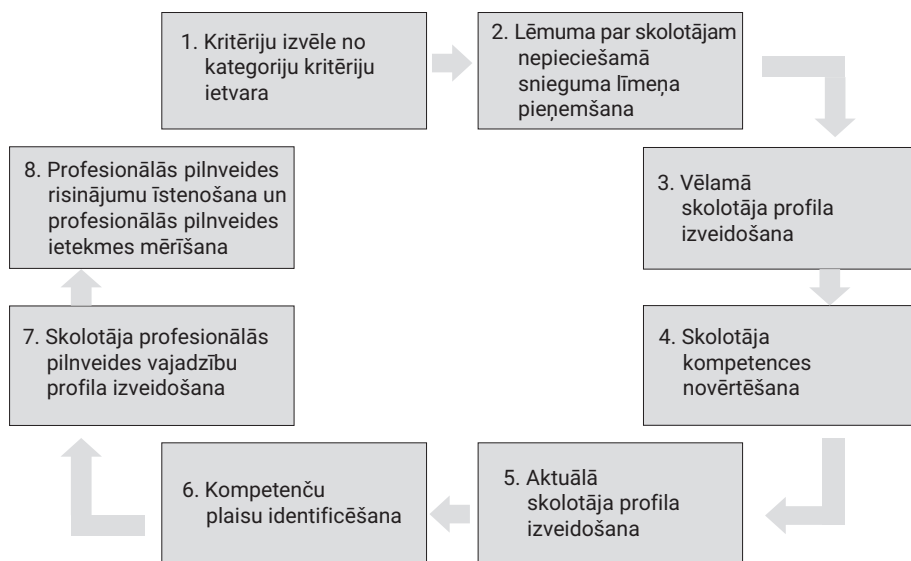 1. Kritēriju izvēle no
kategoriju kritēriju
ietvara
2. Lēmuma par skolotājam
nepieciešamā
snieguma līmeņa
pieņemšana
3. Vēlamā
skolotāja profila
izveidošana
4. Skolotāja
kompetences
novērtēšana
5. Aktuālā
skolotāja profila
izveidošana
6. Kompetenču
plaisu identificēšana
7. Skolotāja profesionālās
pilnveides vajadzību
profila izveidošana
8. Profesionālās pilnveides
risinājumu īstenošana un
profesionālās pilnveides
ietekmes mērīšana